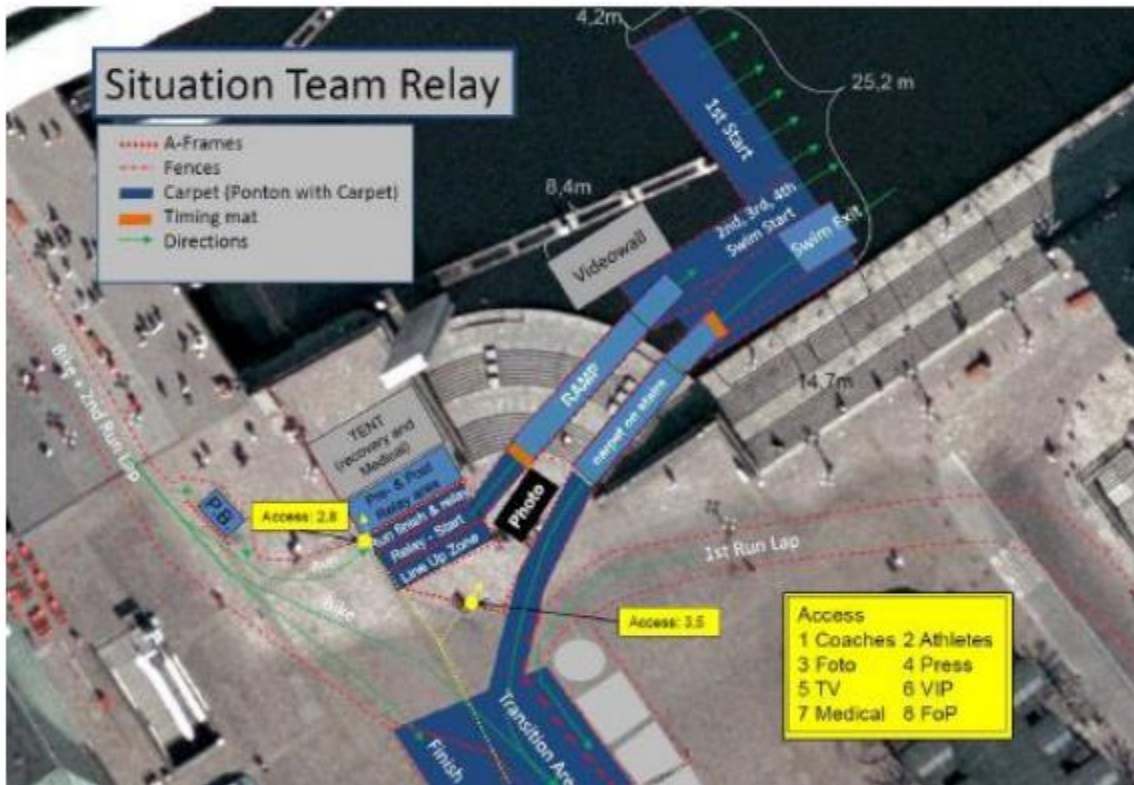 Situation Team Relay
A-Frames
Fences
Carpet (Ponton with Carpet)
Timing mat
Directions
4,2m
25,2 m
1st Start
8,4m
2nd, 3rd, 4th
Swim Start
Swim Exit
Videowall
14,7m
RAMP
carpet on stairs
Bike + 2nd Run Lap
TENT
(recovery and
Medical)
Pre- & Post
Relay area
P.B
Access: 2,8
Run finish & relay
Relay - Start
Line Up Zone
Photo
1st Run Lap
Run
Bike
Access: 3,5
Access
1 Coaches 2 Athletes
3 Foto 4 Press
5 TV 6 VIP
7 Medical 8 FoP
Transition Area
Finish